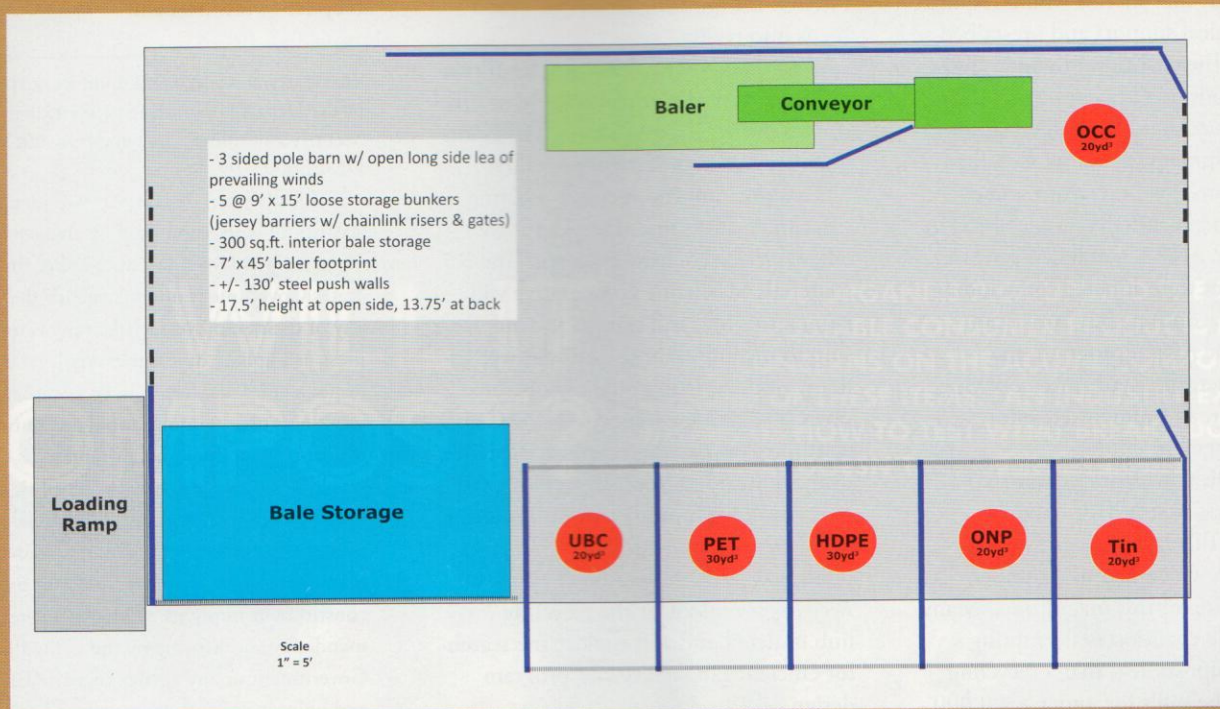 Baler
Conveyor
OCC
20yd³
- 3 sided pole barn w/ open long side lea of
prevailing winds
- 5 @ 9' x 15' loose storage bunkers
(jersey barriers w/ chainlink risers & gates)
- 300 sq.ft. interior bale storage
- 7' x 45' baler footprint
- +/- 130' steel push walls
- 17.5' height at open side, 13.75' at back
Loading
Ramp
Bale Storage
UBC
20yd³
PET
30yd³
HDPE
30yd³
ONP
20yd³
Tin
20yd³
Scale
1" = 5'